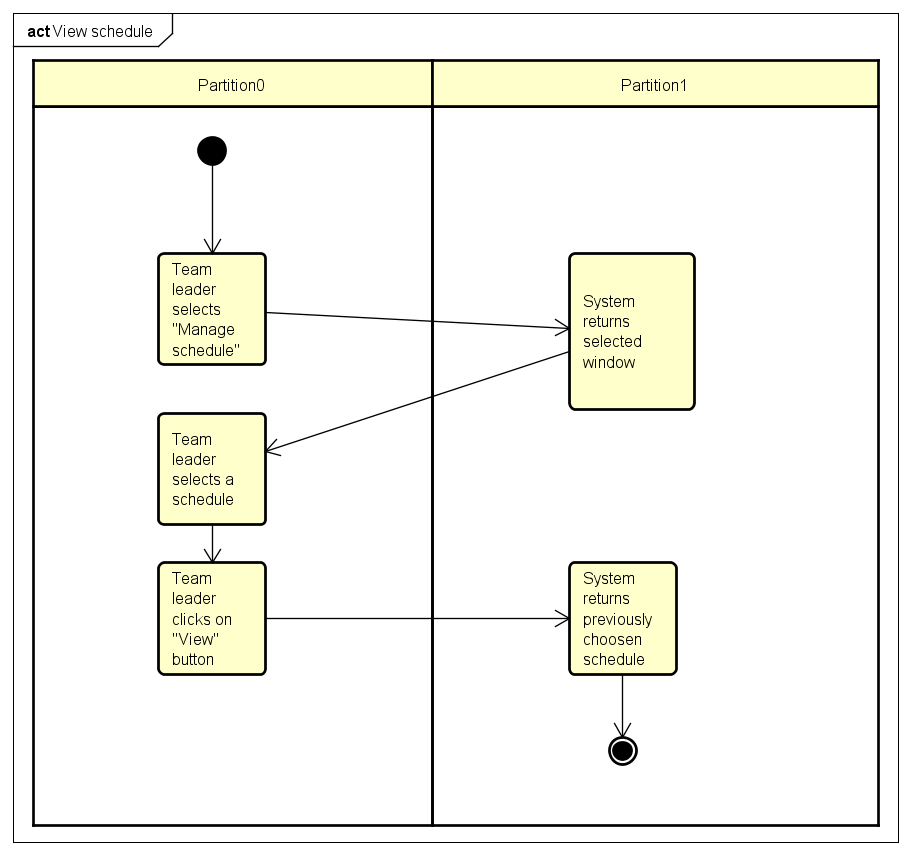 act View schedule
Partition0
Partition1
Team
leader
selects
"Manage
schedule"
System
returns
selected
window
Team
leader
selects a
schedule
Team
leader
clicks on
"View"
button
System
returns
previously
choosen
schedule